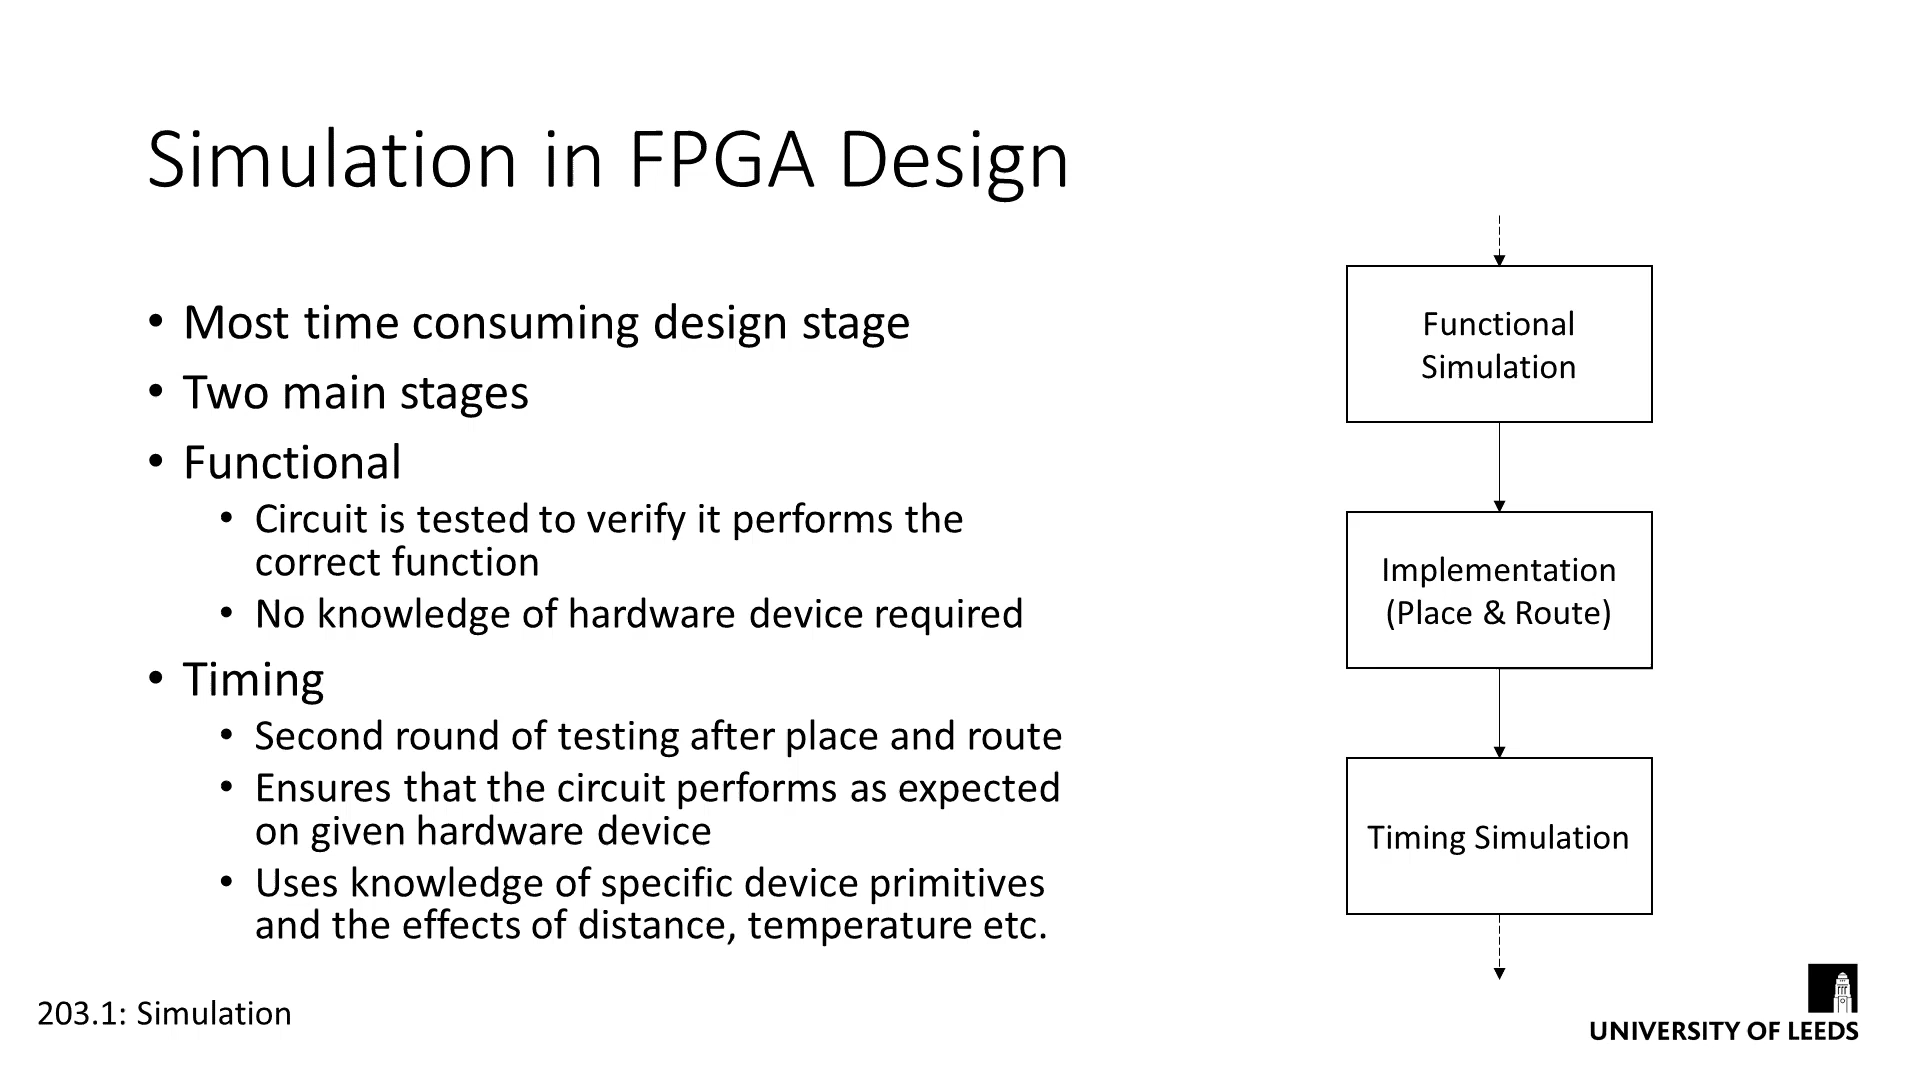 Simulation in FPGA Design
• Most time consuming design stage
• Two main stages
• Functional
• Circuit is tested to verify it performs the
correct function
• No knowledge of hardware device required
• Timing
• Second round of testing after place and route
• Ensures that the circuit performs as expected
on given hardware device
• Uses knowledge of specific device primitives
and the effects of distance, temperature etc.
Functional
Simulation
Implementation
(Place & Route)
Timing Simulation
203.1: Simulation
UNIVERSITY OF LEEDS